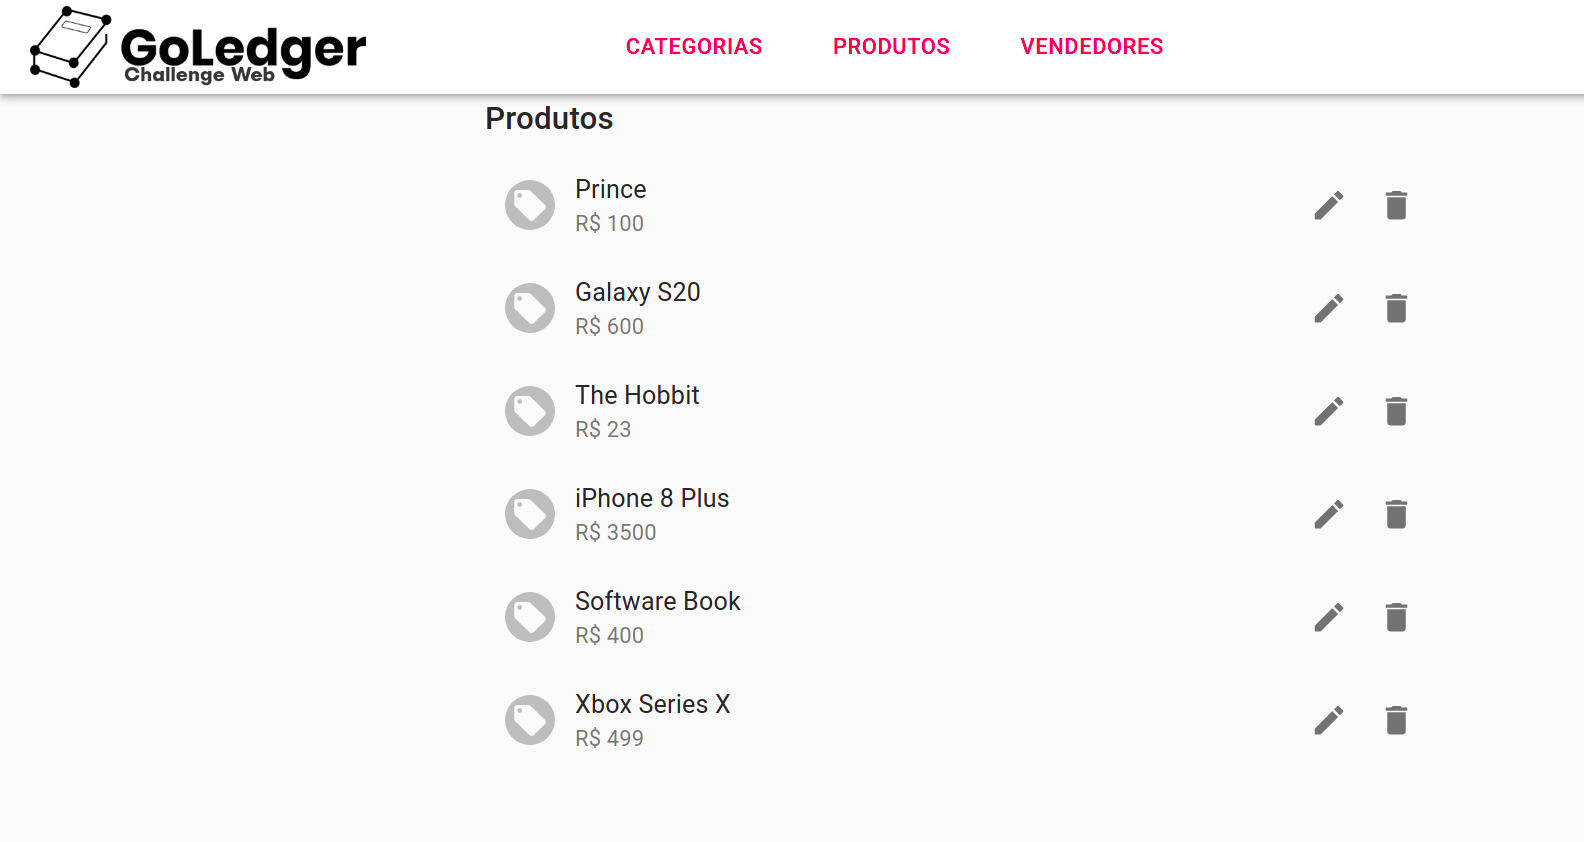 GoLedger
Challenge Web
CATEGORIAS PRODUTOS VENDEDORES
Produtos
Prince
R$ 100
Galaxy S20
R$ 600
The Hobbit
R$ 23
iPhone 8 Plus
R$ 3500
Software Book
R$ 400
Xbox Series X
R$ 499